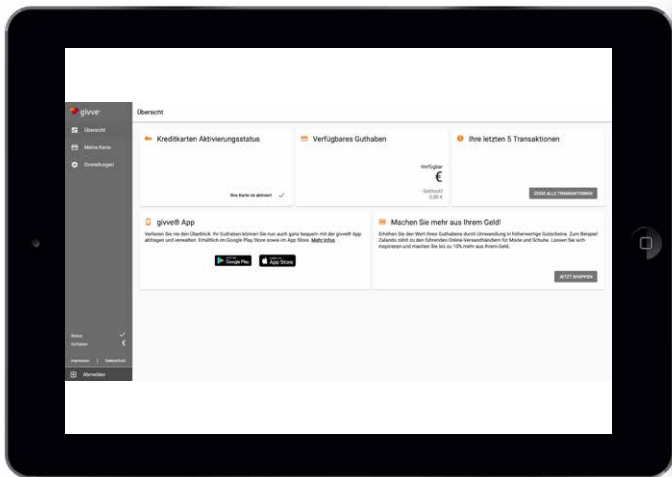 givve
Übersicht
Übersicht
Meine Karte
Einstellungen
Kreditkarten Aktivierungsstatus
Ihre Karte ist aktiviert
Verfügbares Guthaben
Verfügbar
€
Gebucht
0,00 €
Ihre letzten 5 Transaktionen
ZEIGE ALLE TRANSAKTIONEN
givve® App
Verlieren Sie nie den Überblick. Ihr Guthaben können Sie nun auch ganz bequem mit der givve® App
abfragen und verwalten. Erhältlich im Google Play Store sowie im App Store. Mehr Infos
Google Play
App Store
Machen Sie mehr aus Ihrem Geld!
Erhöhen Sie den Wert Ihres Guthabens durch Umwandlung in höherwertige Gutscheine. Zum Beispiel
Zalando zählt zu den führenden Online-Versandhändlern für Mode und Schuhe. Lassen Sie sich
inspirieren und machen Sie bis zu 10% mehr aus Ihrem Geld.
JETZT SHOPPEN
Status
Guthaben €
Impressum | Datenschutz
Abmelden